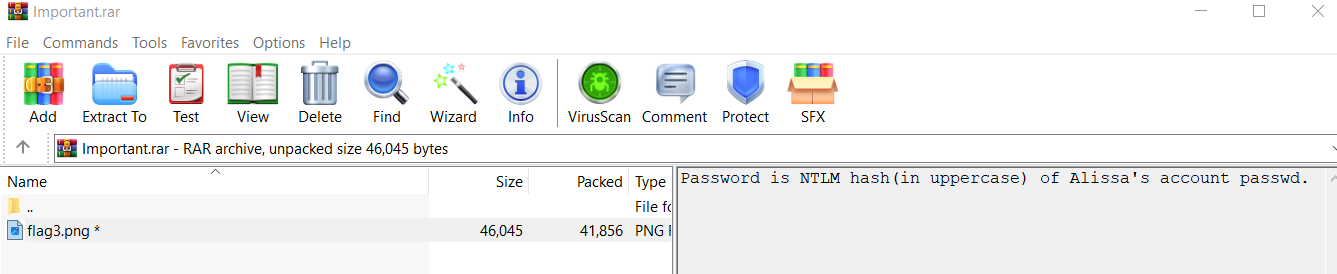 Important.rar
File Commands Tools Favorites Options Help
Add Extract To Test View Delete Find Wizard Info VirusScan Comment Protect SFX
Important.rar - RAR archive, unpacked size 46,045 bytes
Name Size Packed Type
Password is NTLM hash(in uppercase) of Alissa's account passwd.
.. File fo
flag3.png * 46,045 41,856 PNG F